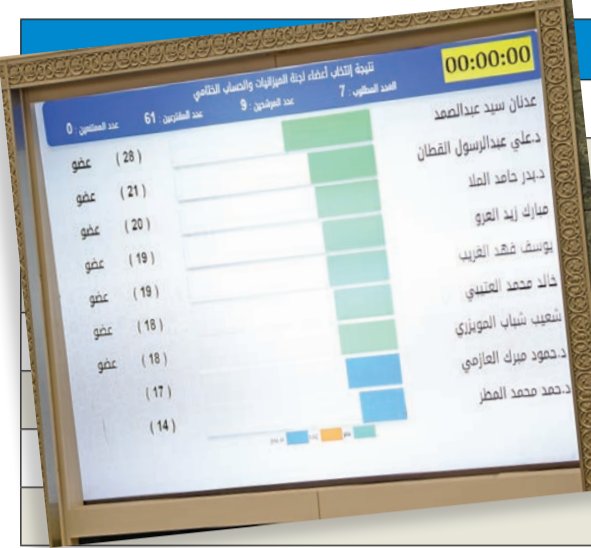 00:00:00
نتيجة إنتخاب أعضاء لجنة الميزانيات والحساب الختامي
العدد المطلوب : 7 عدد المرشحين : 9 عدد المقترعين : 61 عدد الممتنعين : 0
عدنان سيد عبدالصمد (28) عضو
د.علي عبدالرسول القطان (21) عضو
د.بدر حامد الملا (20) عضو
مبارك زيد العرو (19) عضو
يوسف فهد الغريب (19) عضو
خالد محمد العتيبي (18) عضو
شعيب شباب المويزري (18) عضو
د.حمود مبرك العازمي (17)
د.حمد محمد المطر (14)